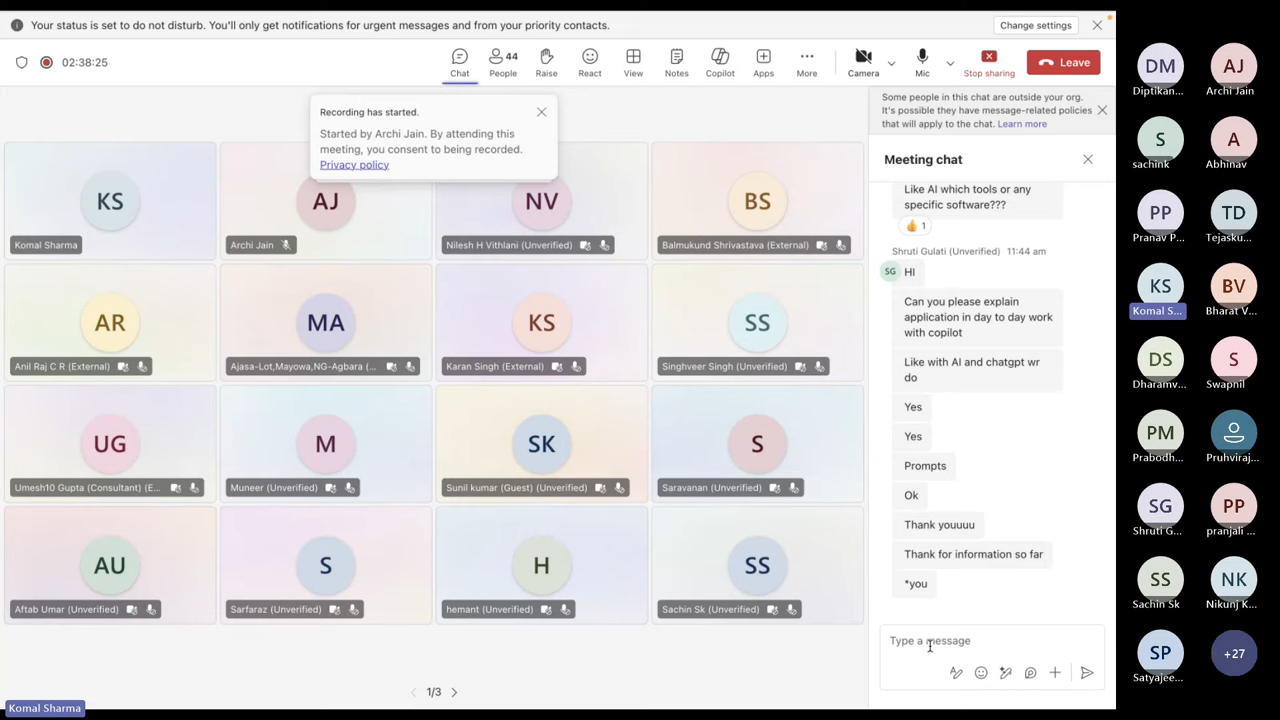 Your status is set to do not disturb. You'll only get notifications for urgent messages and from your priority contacts.
Change settings
02:38:25
Chat
44
People
Raise
React
View
Notes
Copilot
Apps
More
Camera
Mic
Stop sharing
Leave
Recording has started.
Started by Archi Jain. By attending this
meeting, you consent to being recorded.
Privacy policy
KS
Komal Sharma
AJ
Archi Jain
NV
Nilesh H Vithlani (Unverified)
BS
Balmukund Shrivastava (External)
AR
Anil Raj C R (External)
MA
Ajasa-Lot,Mayowa,NG-Agbara (...
KS
Karan Singh (External)
SS
Singhveer Singh (Unverified)
UG
Umesh10 Gupta (Consultant) (E...
M
Muneer (Unverified)
SK
Sunil kumar (Guest) (Unverified)
S
Saravanan (Unverified)
AU
Aftab Umar (Unverified)
S
Sarfaraz (Unverified)
H
hemant (Unverified)
SS
Sachin Sk (Unverified)
1/3
Komal Sharma
Some people in this chat are outside your org.
It's possible they have message-related policies
that will apply to the chat. Learn more
Meeting chat
Like AI which tools or any
specific software???
1
Shruti Gulati (Unverified) 11:44 am
SG
HI
Can you please explain
application in day to day work
with copilot
Like with AI and chatgpt wr
do
Yes
Yes
Prompts
Ok
Thank youuuu
Thank for information so far
*you
Type a message
DM
Diptikan...
AJ
Archi Jain
S
sachink
A
Abhinav
PP
Pranav P...
TD
Tejasku...
KS
Komal S...
BV
Bharat V...
DS
Dharamv...
S
Swapnil
PM
Prabodh...
Pruhviraj...
SG
Shruti G...
PP
pranjali ...
SS
Sachin Sk
NK
Nikunj K...
SP
Satyajee...
+27